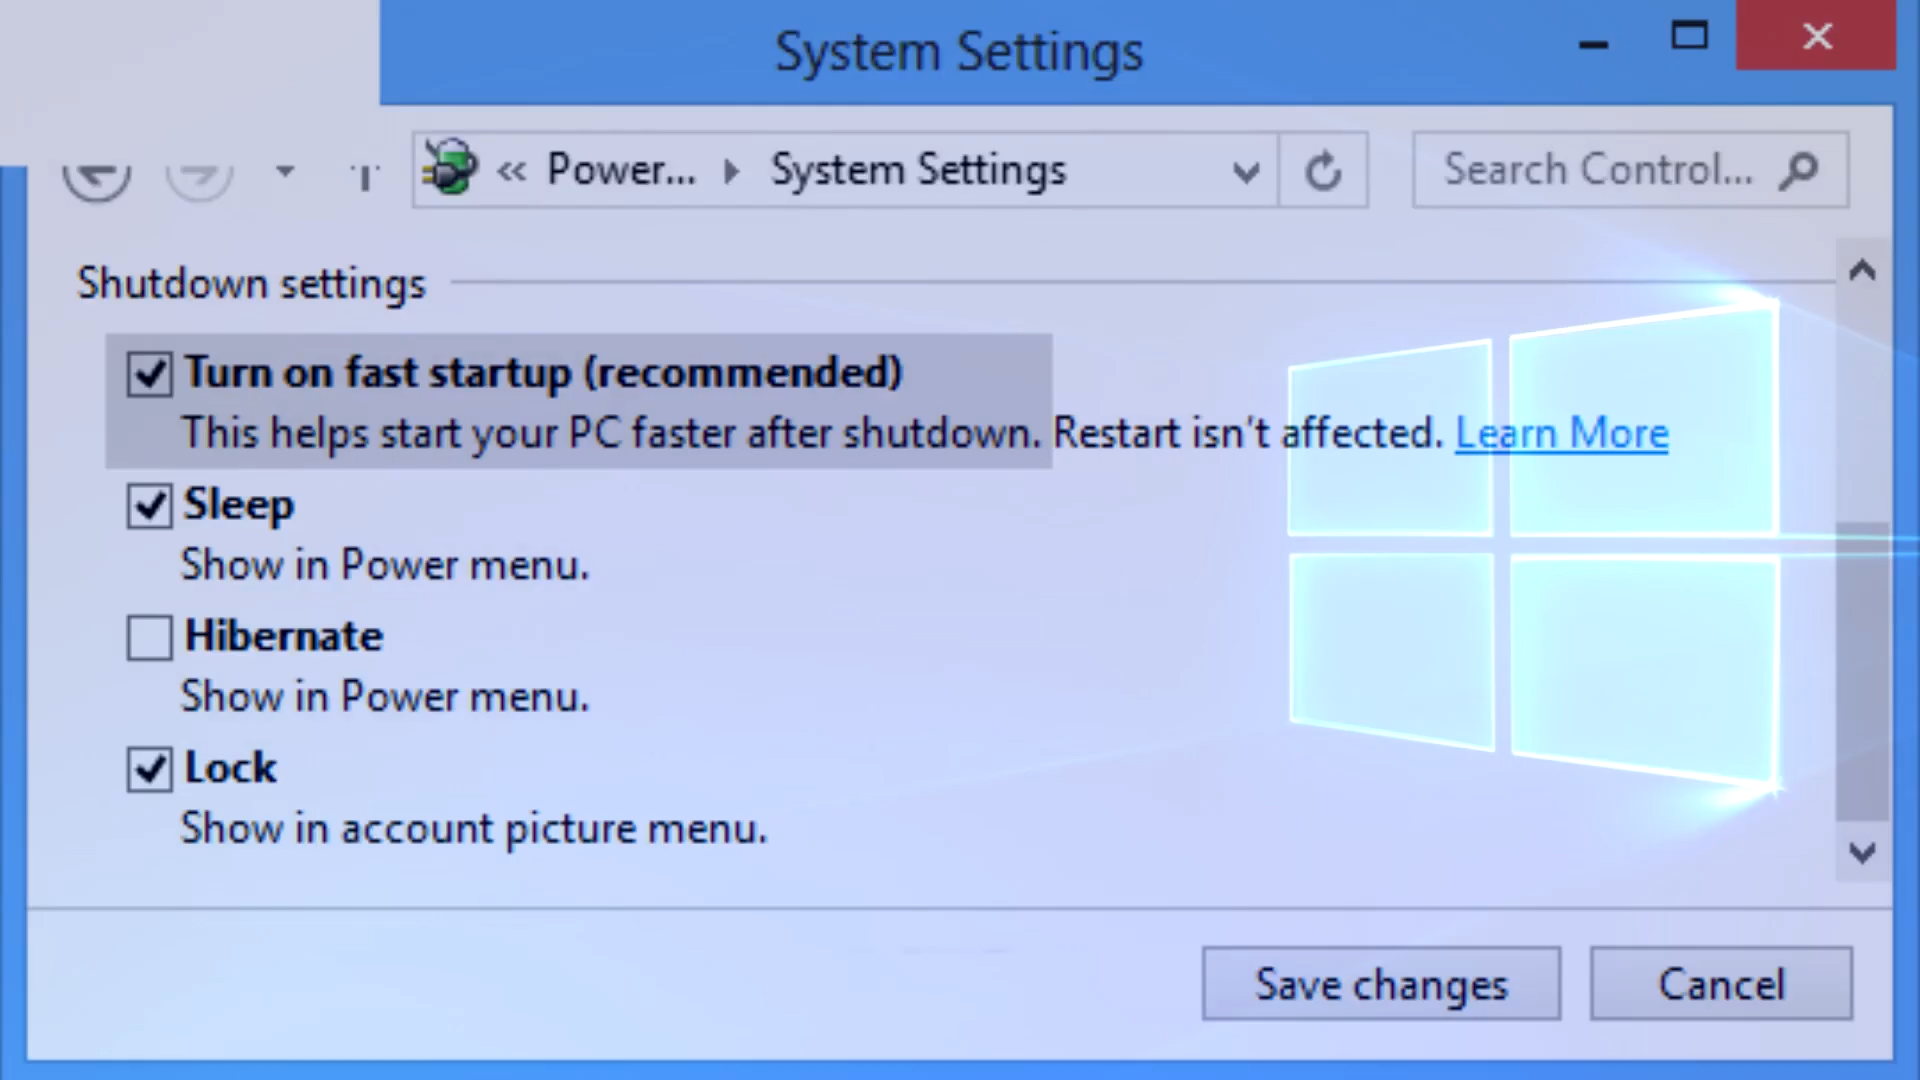 System Settings
« Power... System Settings
Search Control...
Shutdown settings
Turn on fast startup (recommended)
This helps start your PC faster after shutdown. Restart isn't affected. Learn More
Sleep
Show in Power menu.
Hibernate
Show in Power menu.
Lock
Show in account picture menu.
Save changes
Cancel